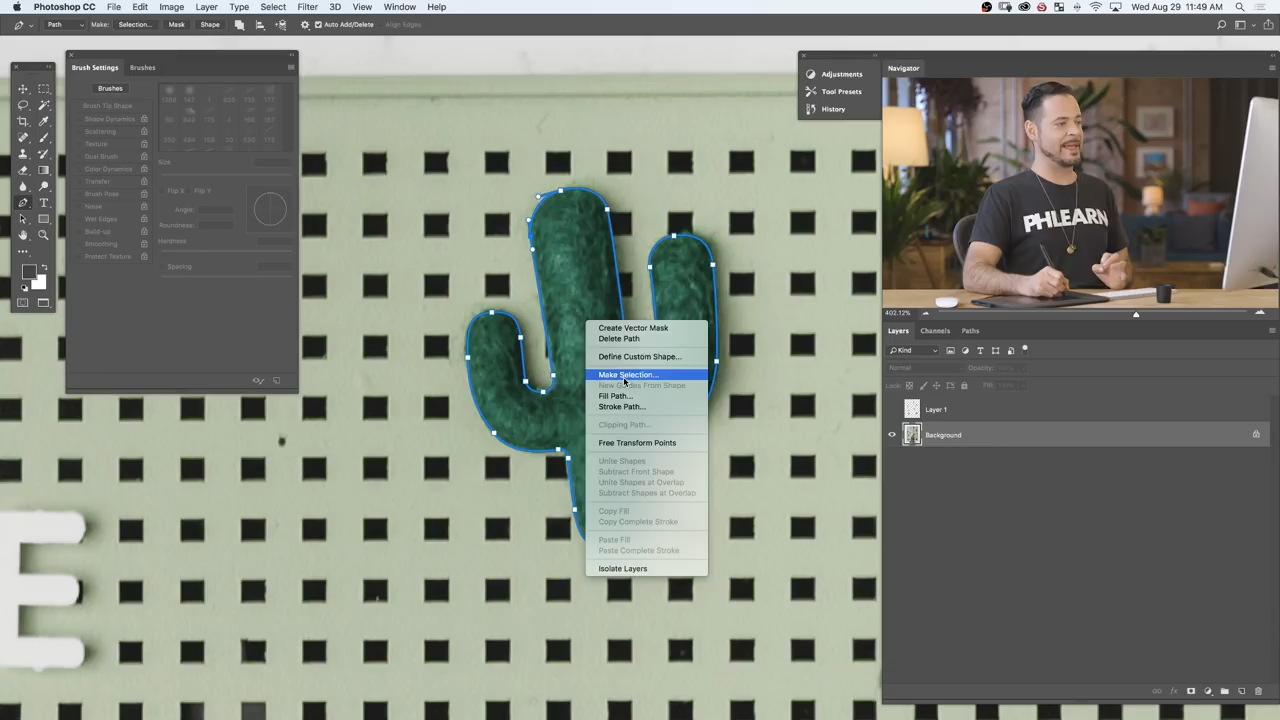 Photoshop CC File Edit Image Layer Type Select Filter 3D View Window Help
Wed Aug 29 11:49 AM
Path Make: Selection... Mask Shape Auto Add/Delete Align Edges
Brush Settings Brushes
Brushes
Brush Tip Shape
Shape Dynamics
Scattering
Texture
Dual Brush
Color Dynamics
Transfer
Brush Pose
Noise
Wet Edges
Build-up
Smoothing
Protect Texture
Size
Flip X Flip Y
Angle:
Roundness:
Hardness
Spacing
Create Vector Mask
Delete Path
Define Custom Shape...
Make Selection...
New Guides From Shape
Fill Path...
Stroke Path...
Clipping Path...
Free Transform Points
Unite Shapes
Subtract Front Shape
Unite Shapes at Overlap
Subtract Shapes at Overlap
Copy Fill
Copy Complete Stroke
Paste Fill
Paste Complete Stroke
Isolate Layers
E
Adjustments
Tool Presets
History
Navigator
PHLEARN
402.12%
Layers Channels Paths
Kind
Normal Opacity:
Lock: Fill:
Layer 1
Background